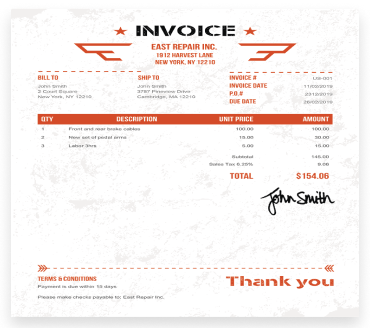 INVOICE
EAST REPAIR INC.
1912 HARVEST LANE
NEW YORK, NY 12210
BILL TO
John Smith
2 Court Square
New York, NY 12210
SHIP TO
John Smith
3787 Pineview Drive
Cambridge, MA 12210
INVOICE # US-001
INVOICE DATE 11/02/2019
P.O.# 2312/2019
DUE DATE 26/02/2019
QTY DESCRIPTION UNIT PRICE AMOUNT
1 Front and rear brake cables 100.00 100.00
2 New set of pedal arms 15.00 30.00
3 Labor 3hrs 5.00 15.00
Subtotal 145.00
Sales Tax 6.25% 9.06
TOTAL $154.06
John Smith
TERMS & CONDITIONS
Payment is due within 15 days
Please make checks payable to: East Repair Inc.
Thank you